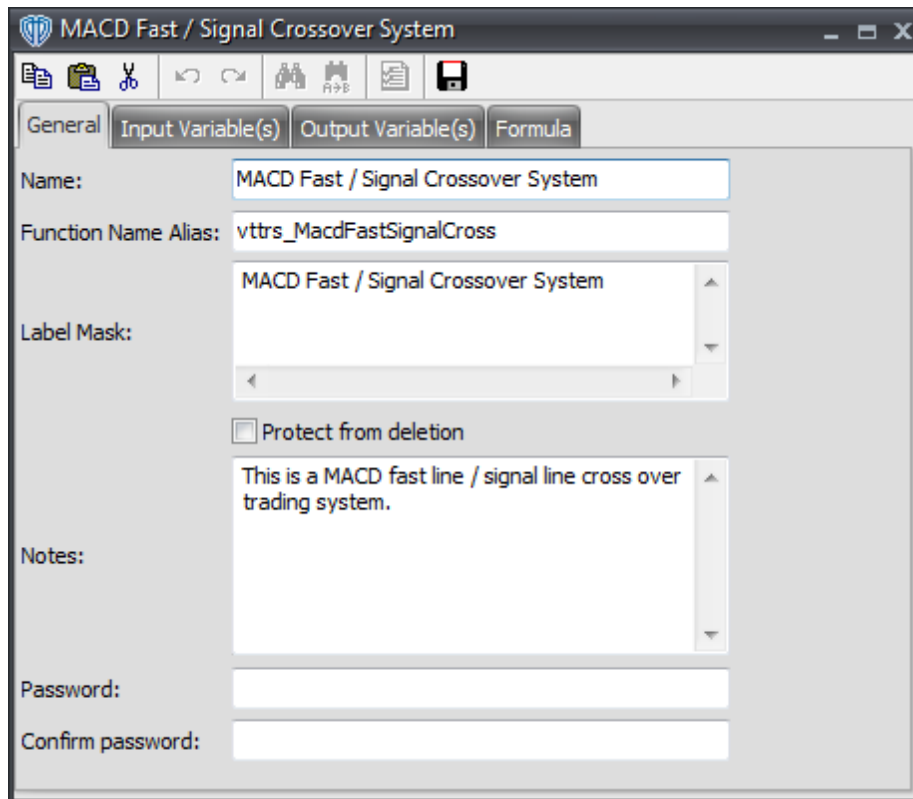 MACD Fast / Signal Crossover System
A→B
General Input Variable(s) Output Variable(s) Formula
Name: MACD Fast / Signal Crossover System
Function Name Alias: vttrs_MacdFastSignalCross
MACD Fast / Signal Crossover System
Label Mask:
Protect from deletion
This is a MACD fast line / signal line cross over
trading system.
Notes:
Password:
Confirm password: